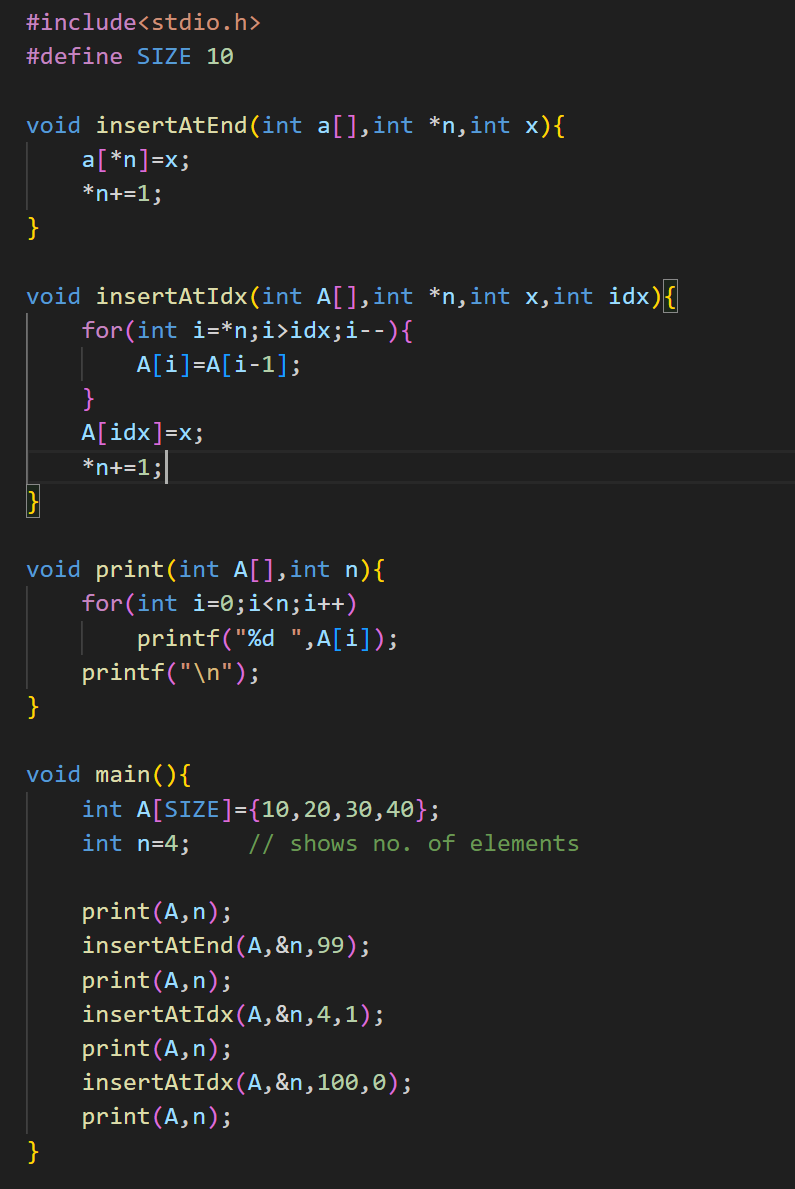 #include<stdio.h>
#define SIZE 10

void insertAtEnd(int a[],int *n,int x){
    a[*n]=x;
    *n+=1;
}

void insertAtIdx(int A[],int *n,int x,int idx){
    for(int i=*n;i>idx;i--){
        A[i]=A[i-1];
    }
    A[idx]=x;
    *n+=1;
}

void print(int A[],int n){
    for(int i=0;i<n;i++)
        printf("%d ",A[i]);
    printf("\n");
}

void main(){
    int A[SIZE]={10,20,30,40};
    int n=4;    // shows no. of elements

    print(A,n);
    insertAtEnd(A,&n,99);
    print(A,n);
    insertAtIdx(A,&n,4,1);
    print(A,n);
    insertAtIdx(A,&n,100,0);
    print(A,n);
}